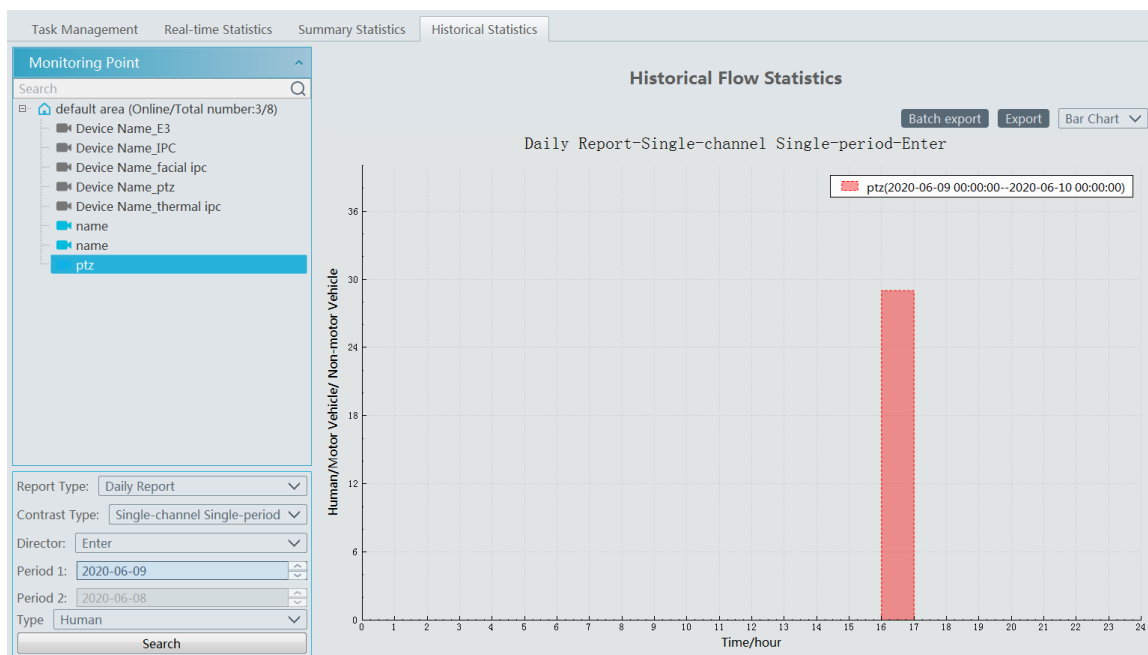 Task Management Real-time Statistics Summary Statistics Historical Statistics
Monitoring Point
Search
default area (Online/Total number:3/8)
Device Name_E3
Device Name_IPC
Device Name_facial ipc
Device Name_ptz
Device Name_thermal ipc
name
name
ptz
Report Type: Daily Report
Contrast Type: Single-channel Single-period
Director: Enter
Period 1: 2020-06-09
Period 2: 2020-06-08
Type Human
Search
Historical Flow Statistics
Batch export Export Bar Chart
Daily Report-Single-channel Single-period-Enter
ptz(2020-06-09 00:00:00--2020-06-10 00:00:00)
Human/Motor Vehicle/ Non-motor Vehicle
36
30
24
18
12
6
0
0 1 2 3 4 5 6 7 8 9 10 11 12 13 14 15 16 17 18 19 20 21 22 23 24
Time/hour